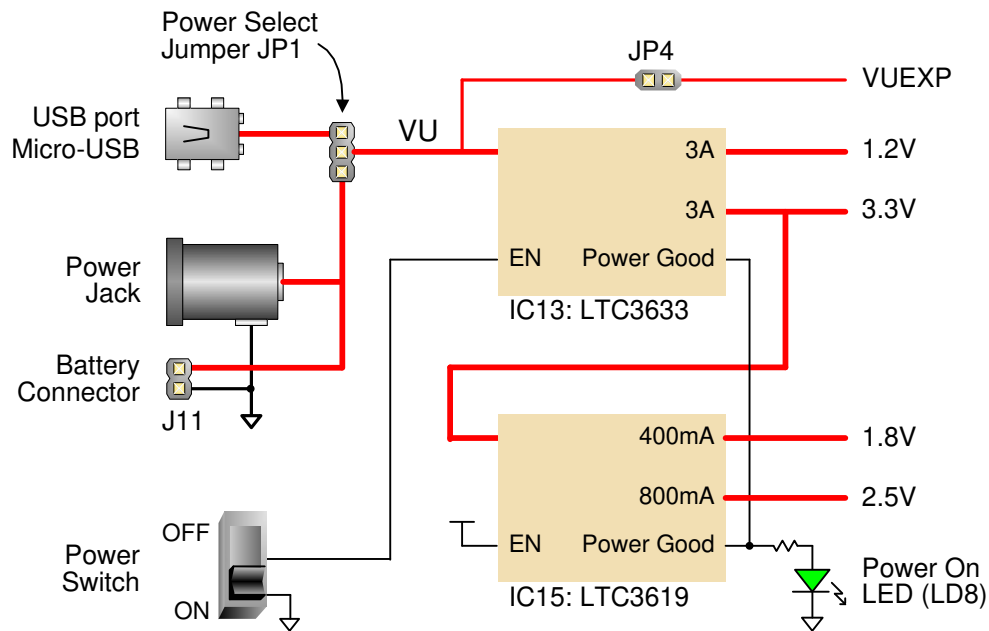 Power Select
Jumper JP1
JP4
VUEXP
USB port
Micro-USB
VU
3A
1.2V
3A
3.3V
EN
Power Good
IC13: LTC3633
Power
Jack
Battery
Connector
J11
400mA
1.8V
800mA
2.5V
EN
Power Good
IC15: LTC3619
OFF
Power
Switch
ON
Power On
LED (LD8)